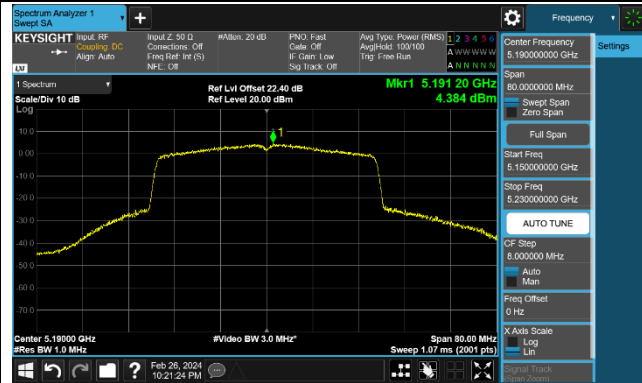 Spectrum Analyzer 1
Swept SA
+
Frequency
KEYSIGHT
Input: RF
Coupling: DC
Align: Auto
Input Z: 50 Ω
Corrections: Off
Freq Ref: Int (S)
NFE: Off
#Atten: 20 dB
PNO: Fast
Gate: Off
IF Gain: Low
Sig Track: Off
Avg Type: Power (RMS)
Avg|Hold: 100/100
Trig: Free Run
1 2 3 4 5 6
A W W W W W
A N N N N N
LXI
1 Spectrum
Scale/Div 10 dB
Ref Lvl Offset 22.40 dB
Ref Level 20.00 dBm
Mkr1 5.191 20 GHz
4.384 dBm
Log
1
10.0
0.00
-10.0
-20.0
-30.0
-40.0
-50.0
-60.0
-70.0
Center 5.19000 GHz
#Res BW 1.0 MHz
#Video BW 3.0 MHz*
Span 80.00 MHz
Sweep 1.07 ms (2001 pts)
Center Frequency
5.190000000 GHz
Settings
Span
80.0000000 MHz
Swept Span
Zero Span
Full Span
Start Freq
5.150000000 GHz
Stop Freq
5.230000000 GHz
AUTO TUNE
CF Step
8.000000 MHz
Auto
Man
Freq Offset
0 Hz
X Axis Scale
Log
Lin
Signal Track
(Span Zoom)
?
Feb 26, 2024
10:21:24 PM